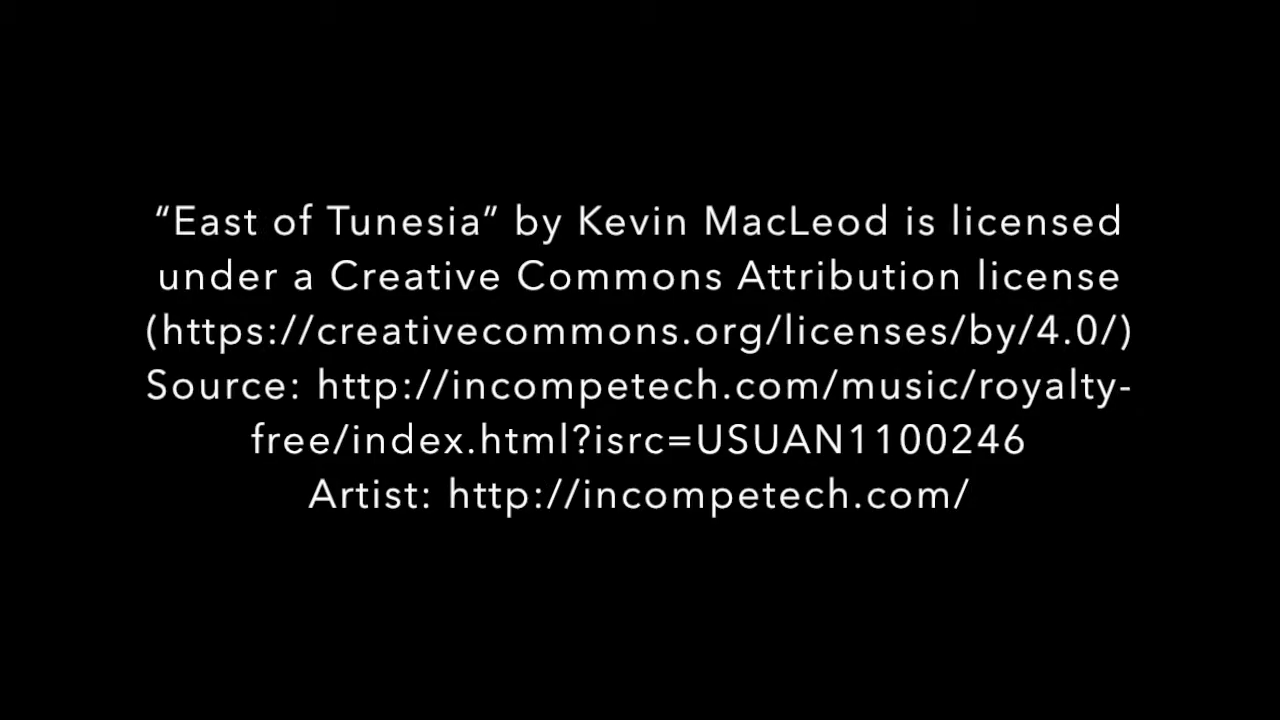 “East of Tunesia” by Kevin MacLeod is licensed
under a Creative Commons Attribution license
(https://creativecommons.org/licenses/by/4.0/)
Source: http://incompetech.com/music/royalty-
free/index.html?isrc=USUAN1100246
Artist: http://incompetech.com/